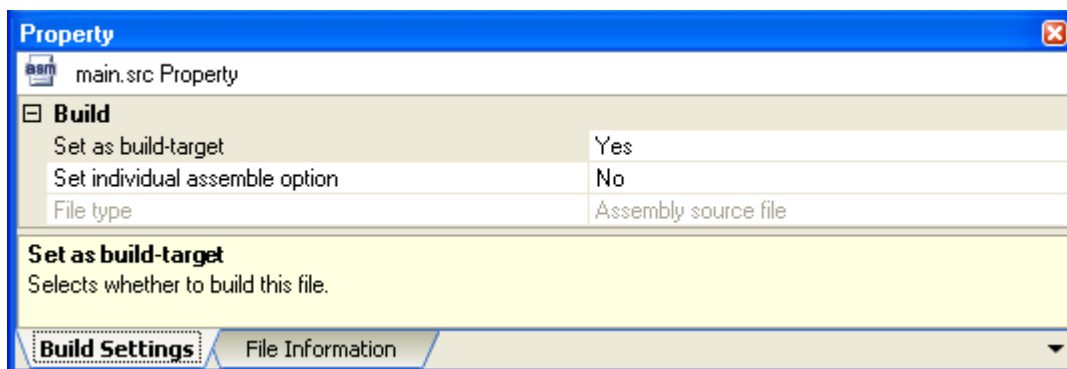 Property
asm main.src Property
Build
Set as build-target Yes
Set individual assemble option No
File type Assembly source file
Set as build-target
Selects whether to build this file.
Build Settings File Information